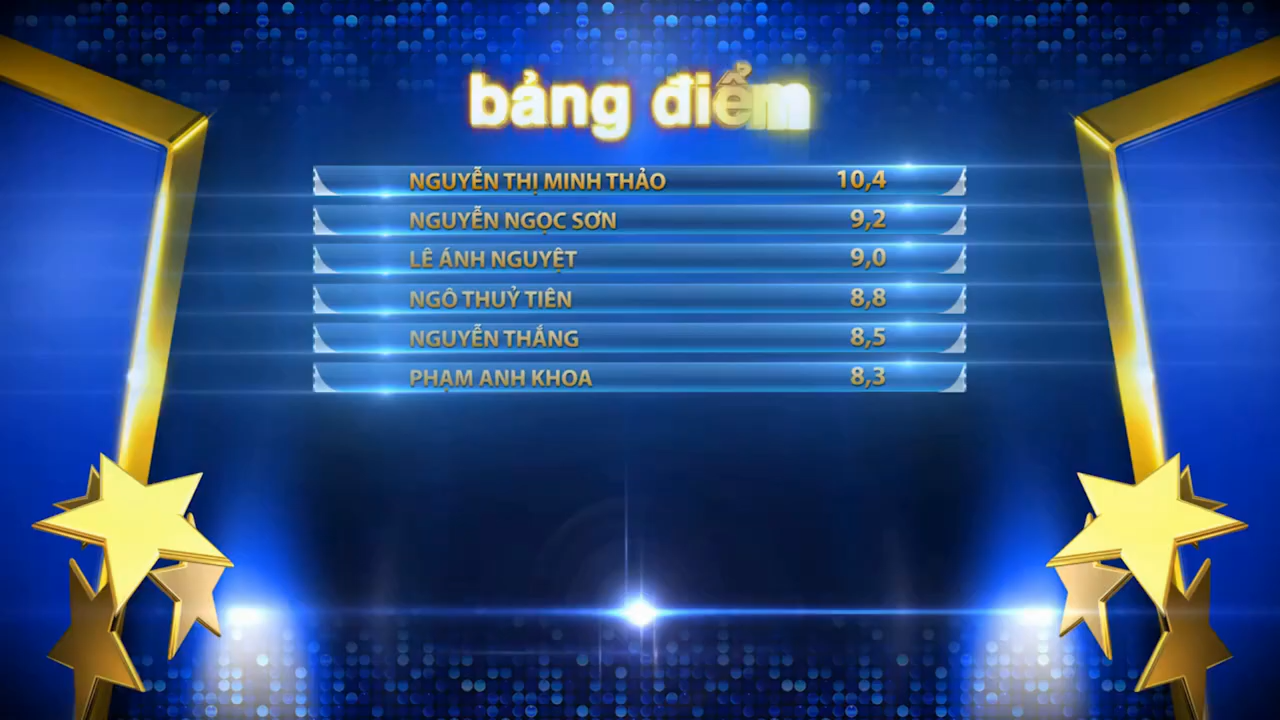 bảng điểm
NGUYỄN THỊ MINH THẢO 10,4
NGUYỄN NGỌC SƠN 9,2
LÊ ÁNH NGUYỆT 9,0
NGÔ THUỶ TIÊN 8,8
NGUYỄN THẮNG 8,5
PHẠM ANH KHOA 8,3